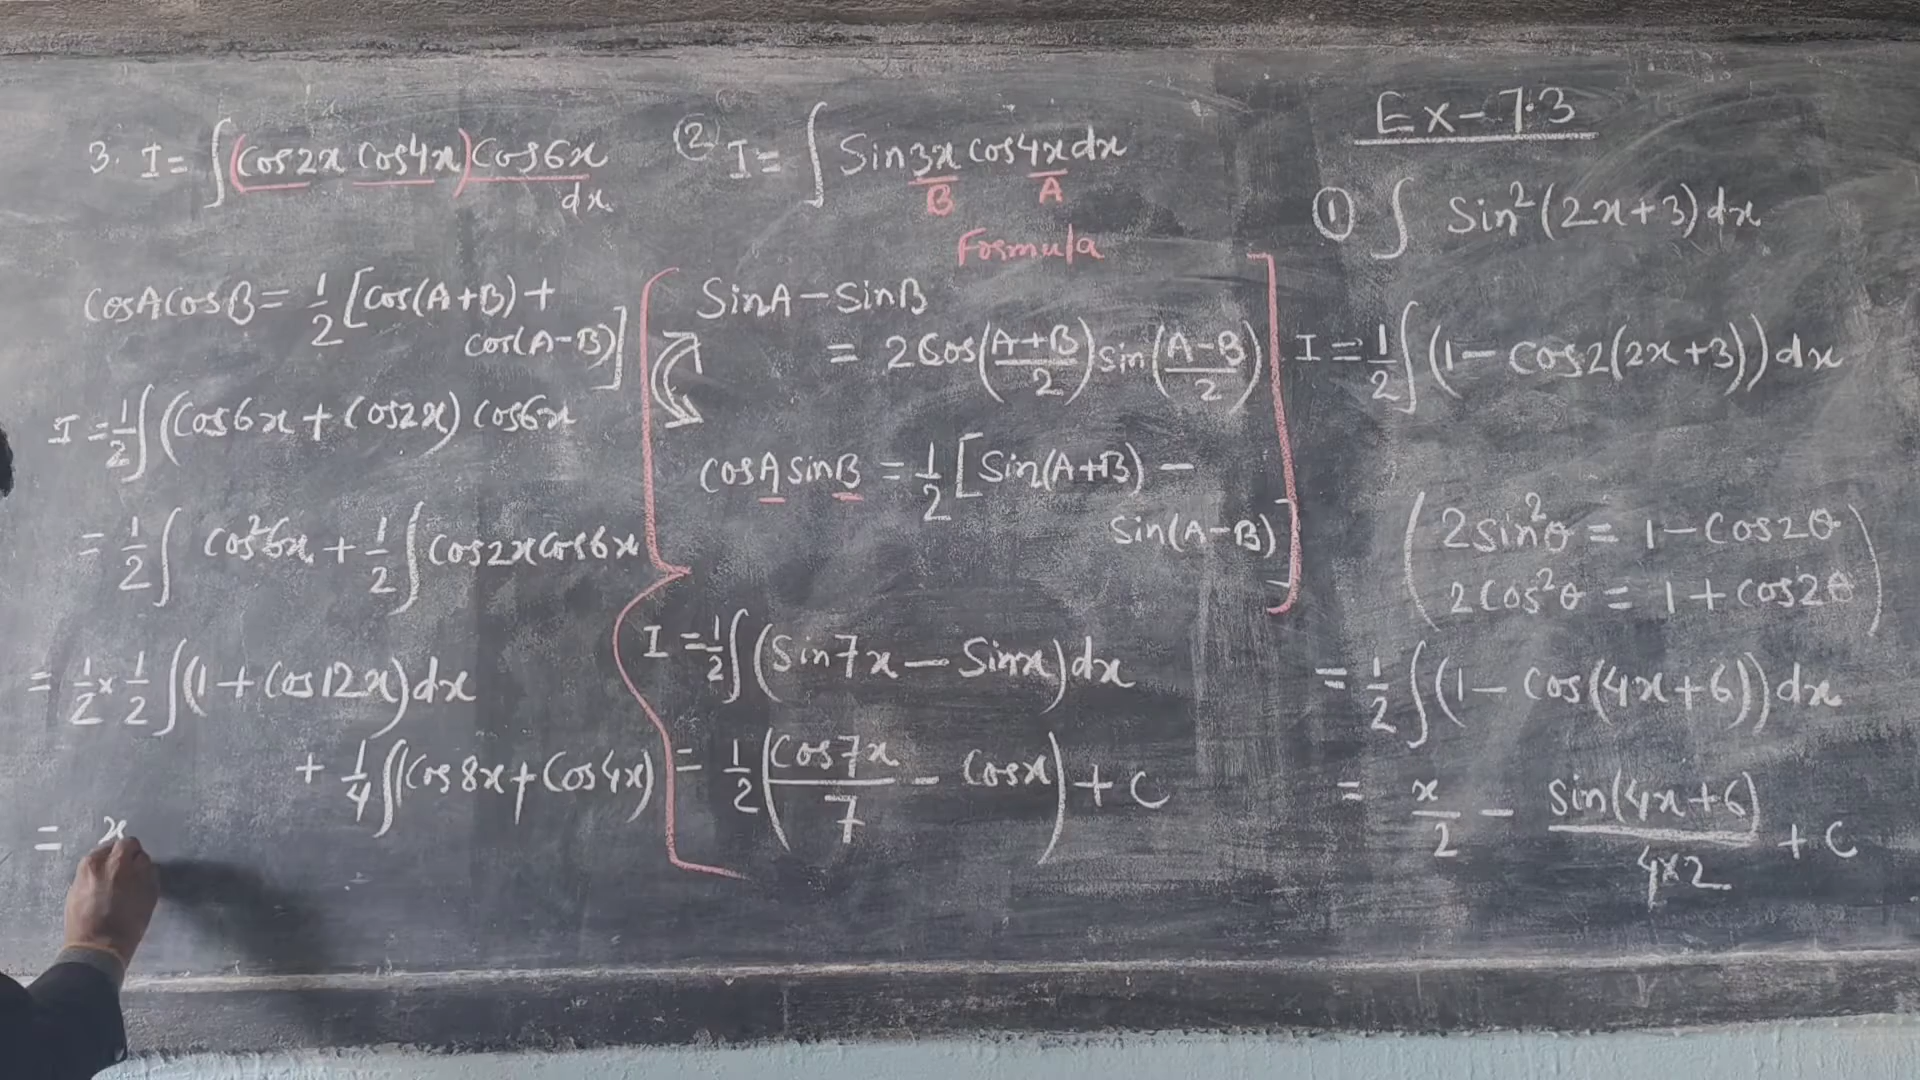 Ex-7.3
① ∫ Sin²(2x+3)dx
I = 1/2 ∫(1 - cos2(2x+3))dx
(2sin²θ = 1-Cos2θ
2Cos²θ = 1+cos2θ)
= 1/2 ∫(1- Cos(4x+6))dx
= x/2 - sin(4x+6)/4×2 + C
② I = ∫ Sin3x cos4x dx
B A
Formula
SinA - SinB
= 2Cos(A+B/2) sin(A-B/2)
cosA sinB = 1/2 [Sin(A+B) -
Sin(A-B)]
I = 1/2 ∫(Sin7x - Sinx)dx
= 1/2 (Cos7x/7 - Cosx) + C
3. I = ∫(Cos2x Cos4x) Cos6x
dx
CosA CosB = 1/2 [Cos(A+B) +
cos(A-B)]
I = 1/2 ∫(Cos6x + Cos2x) cos6x
= 1/2 ∫ cos²6x + 1/2 ∫ Cos2x Cos6x
= 1/2 × 1/2 ∫(1 + Cos12x)dx
+ 1/4 ∫(Cos8x + Cos4x)
= x